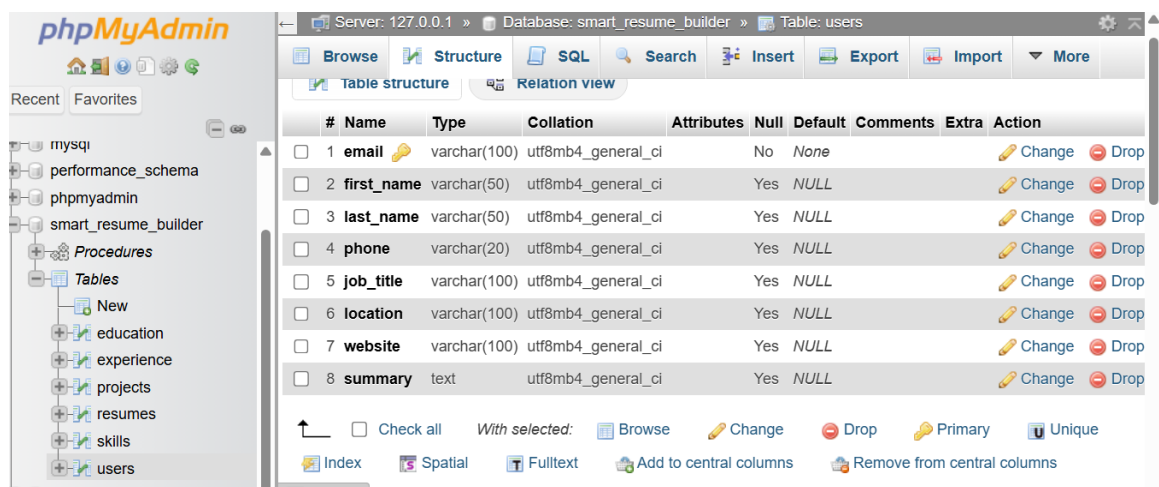 phpMyAdmin
Recent Favorites
mysql
performance_schema
phpmyadmin
smart_resume_builder
Procedures
Tables
New
education
experience
projects
resumes
skills
users
Server: 127.0.0.1 » Database: smart_resume_builder » Table: users
Browse Structure SQL Search Insert Export Import More
Table structure Relation view
# Name Type Collation Attributes Null Default Comments Extra Action
1 email varchar(100) utf8mb4_general_ci No None Change Drop
2 first_name varchar(50) utf8mb4_general_ci Yes NULL Change Drop
3 last_name varchar(50) utf8mb4_general_ci Yes NULL Change Drop
4 phone varchar(20) utf8mb4_general_ci Yes NULL Change Drop
5 job_title varchar(100) utf8mb4_general_ci Yes NULL Change Drop
6 location varchar(100) utf8mb4_general_ci Yes NULL Change Drop
7 website varchar(100) utf8mb4_general_ci Yes NULL Change Drop
8 summary text utf8mb4_general_ci Yes NULL Change Drop
Check all With selected: Browse Change Drop Primary Unique
Index Spatial Fulltext Add to central columns Remove from central columns